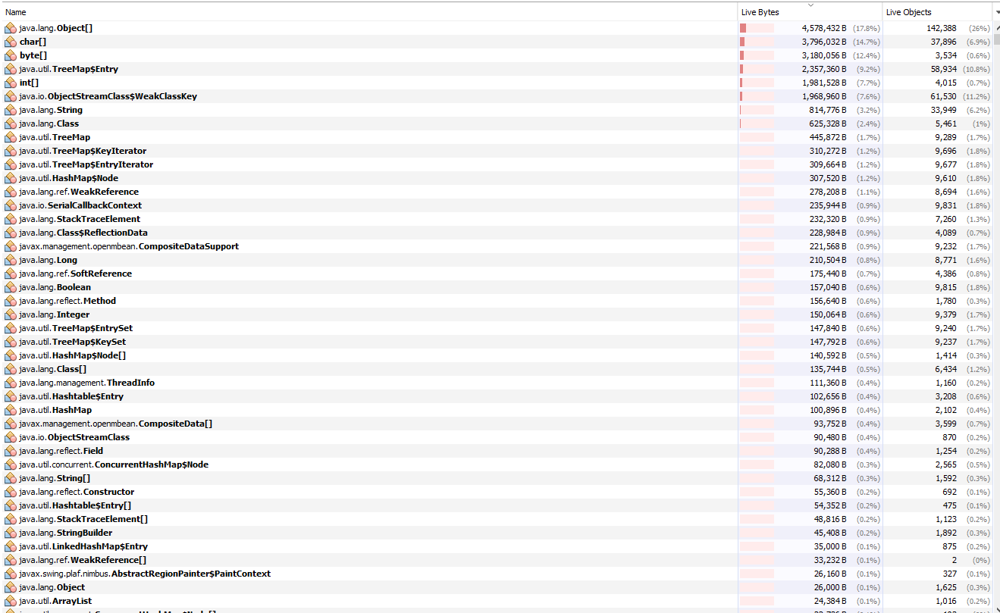 Name Live Bytes Live Objects
java.lang.Object[] 4,578,432 B (17.8%) 142,388 (26%)
char[] 3,796,032 B (14.7%) 37,896 (6.9%)
byte[] 3,180,056 B (12.4%) 3,534 (0.6%)
java.util.TreeMap$Entry 2,357,360 B (9.2%) 58,934 (10.8%)
int[] 1,981,528 B (7.7%) 4,015 (0.7%)
java.io.ObjectStreamClass$WeakClassKey 1,968,960 B (7.6%) 61,530 (11.2%)
java.lang.String 814,776 B (3.2%) 33,949 (6.2%)
java.lang.Class 625,328 B (2.4%) 5,461 (1%)
java.util.TreeMap 445,872 B (1.7%) 9,289 (1.7%)
java.util.TreeMap$KeyIterator 310,272 B (1.2%) 9,696 (1.8%)
java.util.TreeMap$EntryIterator 309,664 B (1.2%) 9,677 (1.8%)
java.util.HashMap$Node 307,520 B (1.2%) 9,610 (1.8%)
java.lang.ref.WeakReference 278,208 B (1.1%) 8,694 (1.6%)
java.io.SerialCallbackContext 235,944 B (0.9%) 9,831 (1.8%)
java.lang.StackTraceElement 232,320 B (0.9%) 7,260 (1.3%)
java.lang.Class$ReflectionData 228,984 B (0.9%) 4,089 (0.7%)
javax.management.openmbean.CompositeDataSupport 221,568 B (0.9%) 9,232 (1.7%)
java.lang.Long 210,504 B (0.8%) 8,771 (1.6%)
java.lang.ref.SoftReference 175,440 B (0.7%) 4,386 (0.8%)
java.lang.Boolean 157,040 B (0.6%) 9,815 (1.8%)
java.lang.reflect.Method 156,640 B (0.6%) 1,780 (0.3%)
java.lang.Integer 150,064 B (0.6%) 9,379 (1.7%)
java.util.TreeMap$EntrySet 147,840 B (0.6%) 9,240 (1.7%)
java.util.TreeMap$KeySet 147,792 B (0.6%) 9,237 (1.7%)
java.util.HashMap$Node[] 140,592 B (0.5%) 1,414 (0.3%)
java.lang.Class[] 135,744 B (0.5%) 6,434 (1.2%)
java.lang.management.ThreadInfo 111,360 B (0.4%) 1,160 (0.2%)
java.util.Hashtable$Entry 102,656 B (0.4%) 3,208 (0.6%)
java.util.HashMap 100,896 B (0.4%) 2,102 (0.4%)
javax.management.openmbean.CompositeData[] 93,752 B (0.4%) 3,599 (0.7%)
java.io.ObjectStreamClass 90,480 B (0.4%) 870 (0.2%)
java.lang.reflect.Field 90,288 B (0.4%) 1,254 (0.2%)
java.util.concurrent.ConcurrentHashMap$Node 82,080 B (0.3%) 2,565 (0.5%)
java.lang.String[] 68,312 B (0.3%) 1,592 (0.3%)
java.lang.reflect.Constructor 55,360 B (0.2%) 692 (0.1%)
java.util.Hashtable$Entry[] 54,352 B (0.2%) 475 (0.1%)
java.lang.StackTraceElement[] 48,816 B (0.2%) 1,123 (0.2%)
java.lang.StringBuilder 45,408 B (0.2%) 1,892 (0.3%)
java.util.LinkedHashMap$Entry 35,000 B (0.1%) 875 (0.2%)
java.lang.ref.WeakReference[] 33,232 B (0.1%) 2 (0%)
javax.swing.plaf.nimbus.AbstractRegionPainter$PaintContext 26,160 B (0.1%) 327 (0.1%)
java.lang.Object 26,000 B (0.1%) 1,625 (0.3%)
java.util.ArrayList 24,384 B (0.1%) 1,016 (0.2%)